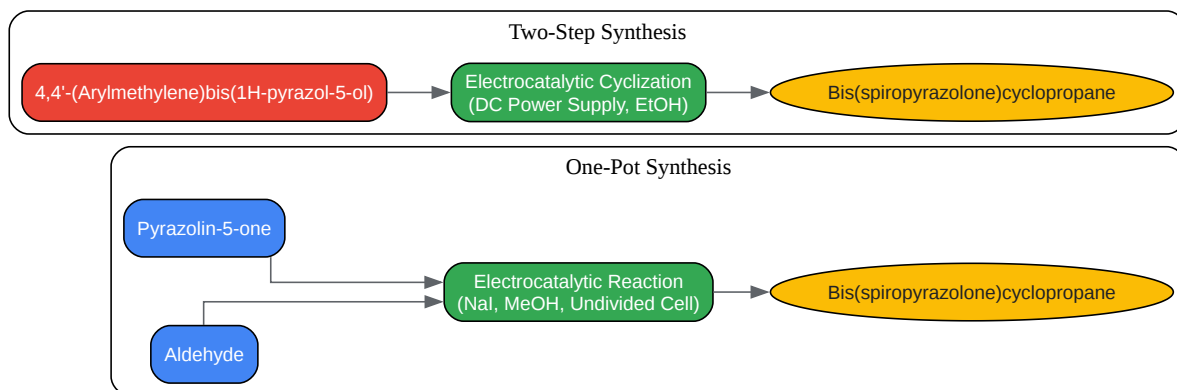 Two-Step Synthesis
4,4'-(Arylmethylene)bis(1H-pyrazol-5-ol)
Electrocatalytic Cyclization
(DC Power Supply, EtOH)
Bis(spiropyrazolone)cyclopropane
One-Pot Synthesis
Pyrazolin-5-one
Aldehyde
Electrocatalytic Reaction
(NaI, MeOH, Undivided Cell)
Bis(spiropyrazolone)cyclopropane